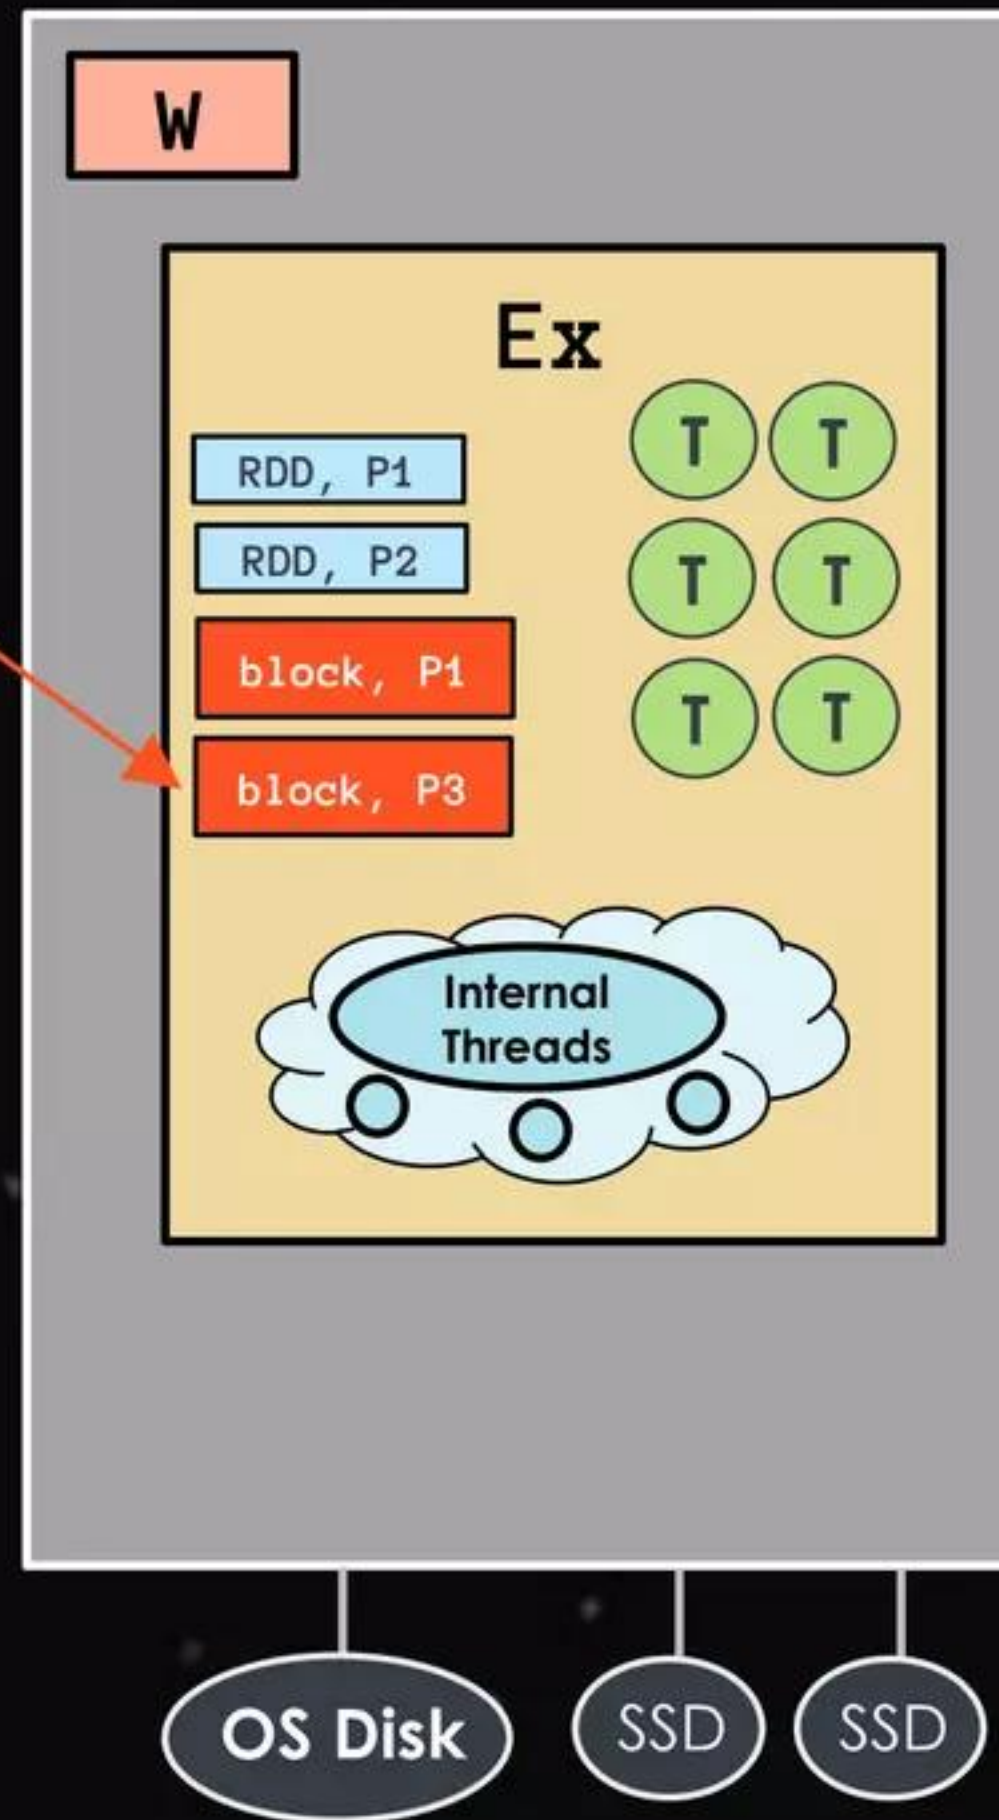 W
Ex
RDD, P1
RDD, P2
block, P1
block, P3
T T
T T
T T
Internal
Threads
OS Disk
SSD
SSD